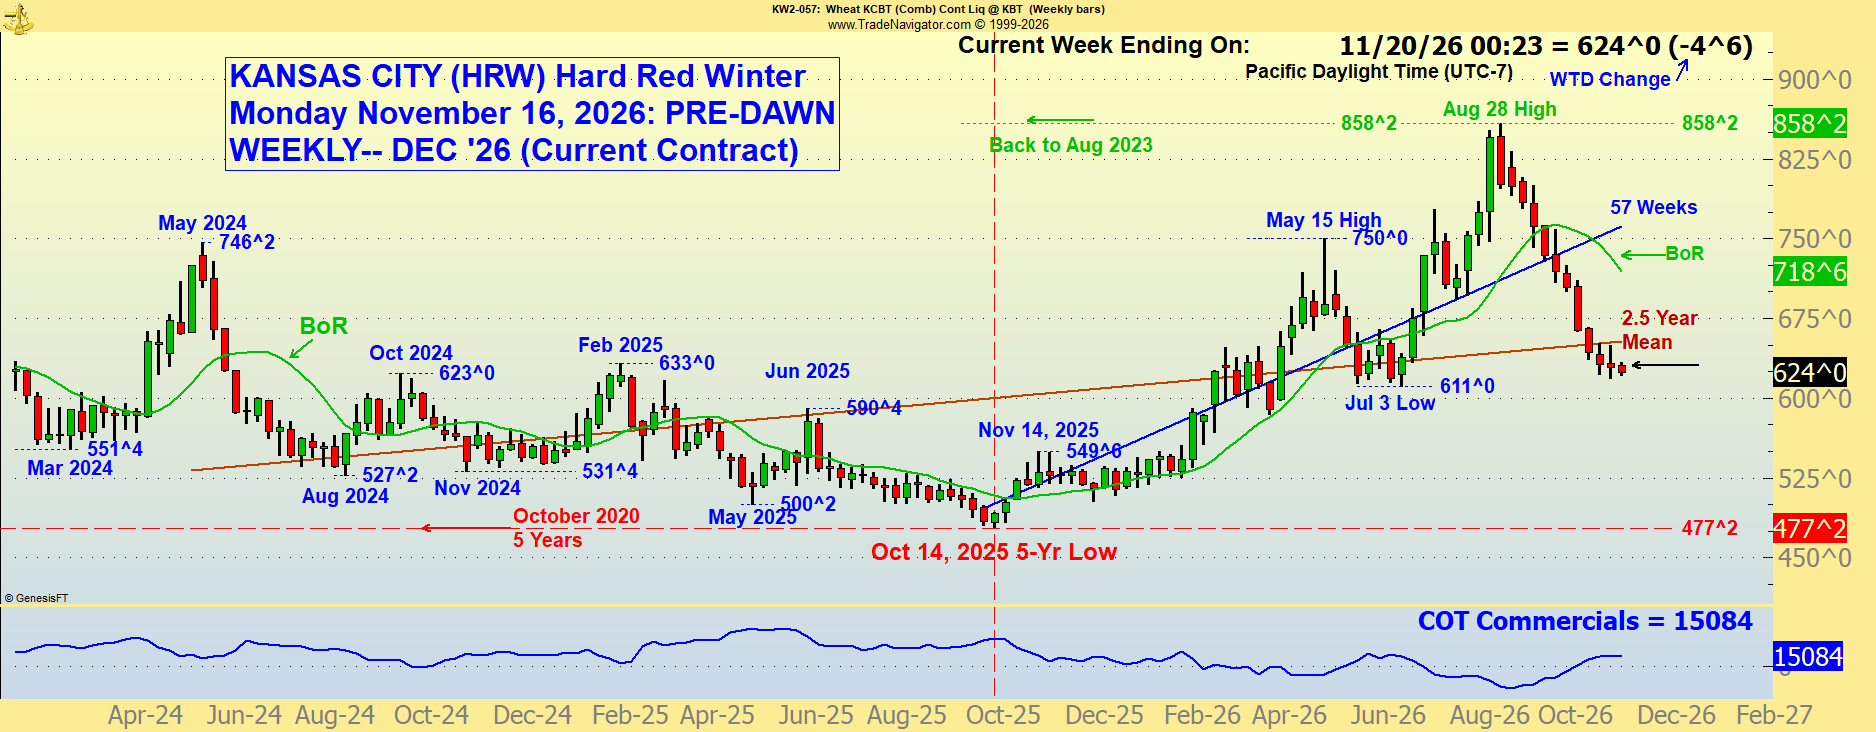 KW2-057: Wheat KCBT (Comb) Cont Liq @ KBT (Weekly bars)
www.TradeNavigator.com © 1999-2026
Current Week Ending On: 11/20/26 00:23 = 624^0 (-4^6)
Pacific Daylight Time (UTC-7)
WTD Change
KANSAS CITY (HRW) Hard Red Winter
Monday November 16, 2026: PRE-DAWN
WEEKLY-- DEC '26 (Current Contract)
900^0
Aug 28 High
858^2
858^2
858^2
Back to Aug 2023
825^0
57 Weeks
May 2024
746^2
May 15 High
750^0
750^0
BoR
718^6
BoR
2.5 Year
Mean
675^0
Oct 2024
623^0
Feb 2025
633^0
Jun 2025
590^4
624^0
611^0
Jul 3 Low
600^0
551^4
Mar 2024
Nov 14, 2025
549^6
527^2
Aug 2024
531^4
Nov 2024
500^2
May 2025
525^0
October 2020
5 Years
477^2
477^2
Oct 14, 2025 5-Yr Low
450^0
© GenesisFT
COT Commercials = 15084
15084
0
Apr-24 Jun-24 Aug-24 Oct-24 Dec-24 Feb-25 Apr-25 Jun-25 Aug-25 Oct-25 Dec-25 Feb-26 Apr-26 Jun-26 Aug-26 Oct-26 Dec-26 Feb-27